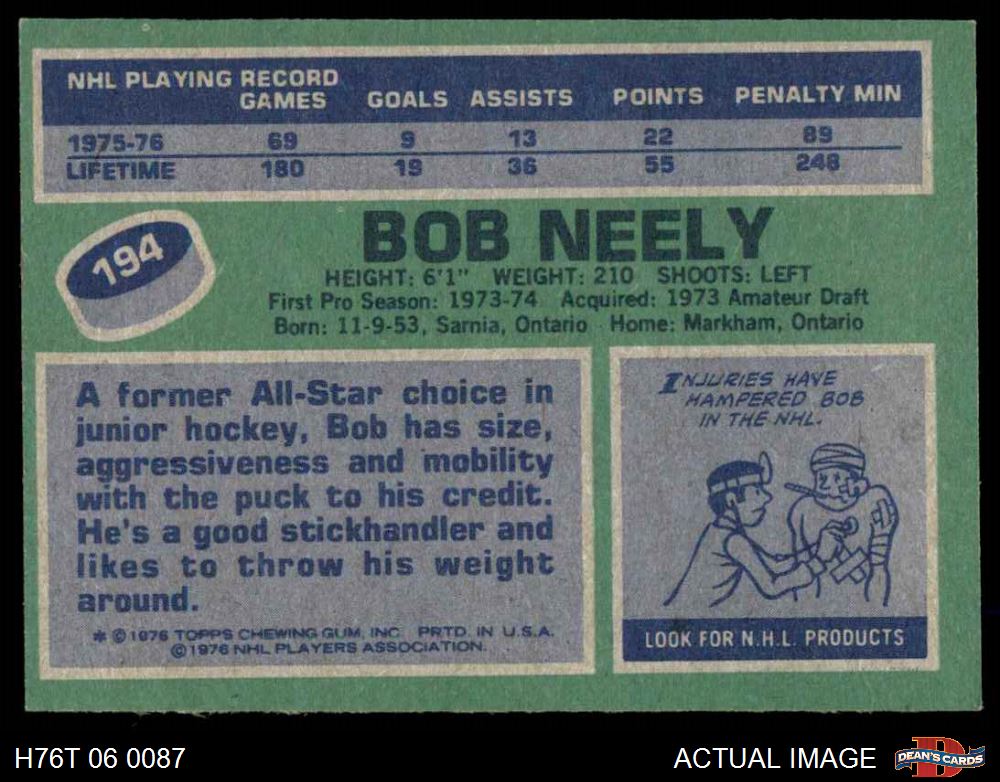 NHL PLAYING RECORD
GAMES GOALS ASSISTS POINTS PENALTY MIN
1975-76 69 9 13 22 89
LIFETIME 180 19 36 55 248
194
BOB NEELY
HEIGHT: 6'1" WEIGHT: 210 SHOOTS: LEFT
First Pro Season: 1973-74 Acquired: 1973 Amateur Draft
Born: 11-9-53, Sarnia, Ontario Home: Markham, Ontario
A former All-Star choice in
junior hockey, Bob has size,
aggressiveness and mobility
with the puck to his credit.
He's a good stickhandler and
likes to throw his weight
around.
* © 1976 TOPPS CHEWING GUM, INC. PRTD. IN U.S.A.
© 1976 NHL PLAYERS ASSOCIATION.
INJURIES HAVE
HAMPERED BOB
IN THE NHL.
LOOK FOR N.H.L. PRODUCTS
H76T 06 0087
ACTUAL IMAGE
D
DEAN'S CARDS